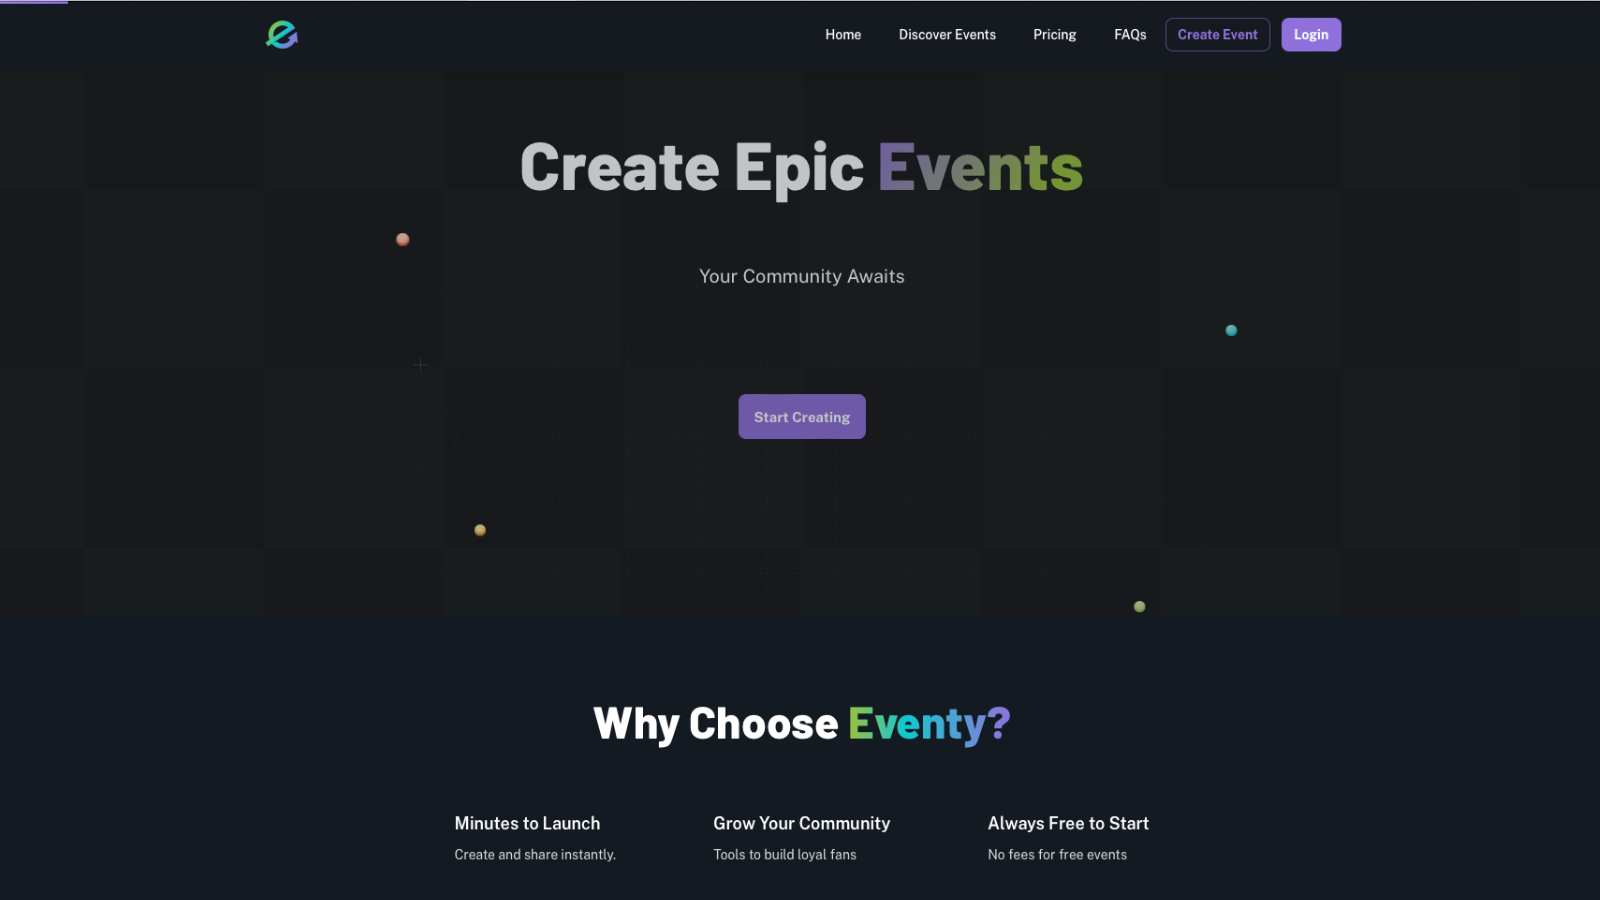 Home Discover Events Pricing FAQs Create Event Login
Create Epic Events
Your Community Awaits
Start Creating
Why Choose Eventy?
Minutes to Launch
Create and share instantly.
Grow Your Community
Tools to build loyal fans
Always Free to Start
No fees for free events